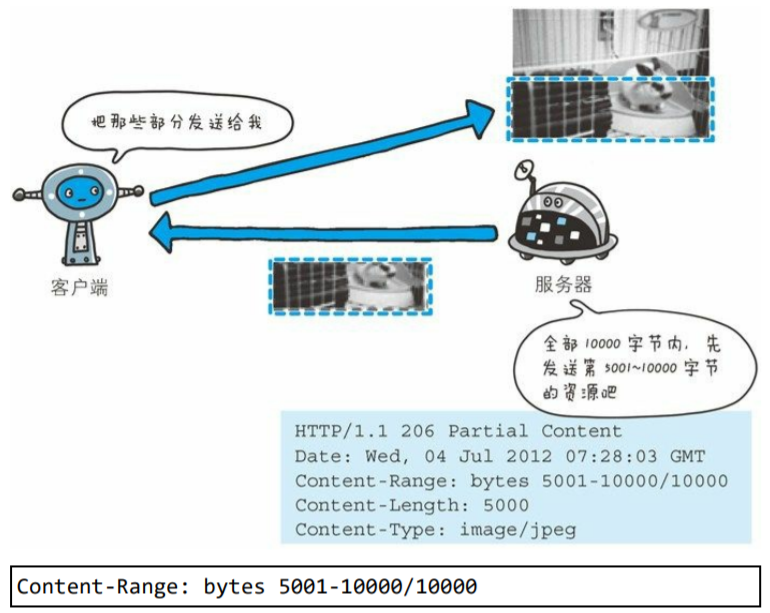 把那些部分发送给我
客户端
服务器
全部 10000 字节内，先
发送第 5001~10000 字节
的资源吧
HTTP/1.1 206 Partial Content
Date: Wed, 04 Jul 2012 07:28:03 GMT
Content-Range: bytes 5001-10000/10000
Content-Length: 5000
Content-Type: image/jpeg
Content-Range: bytes 5001-10000/10000